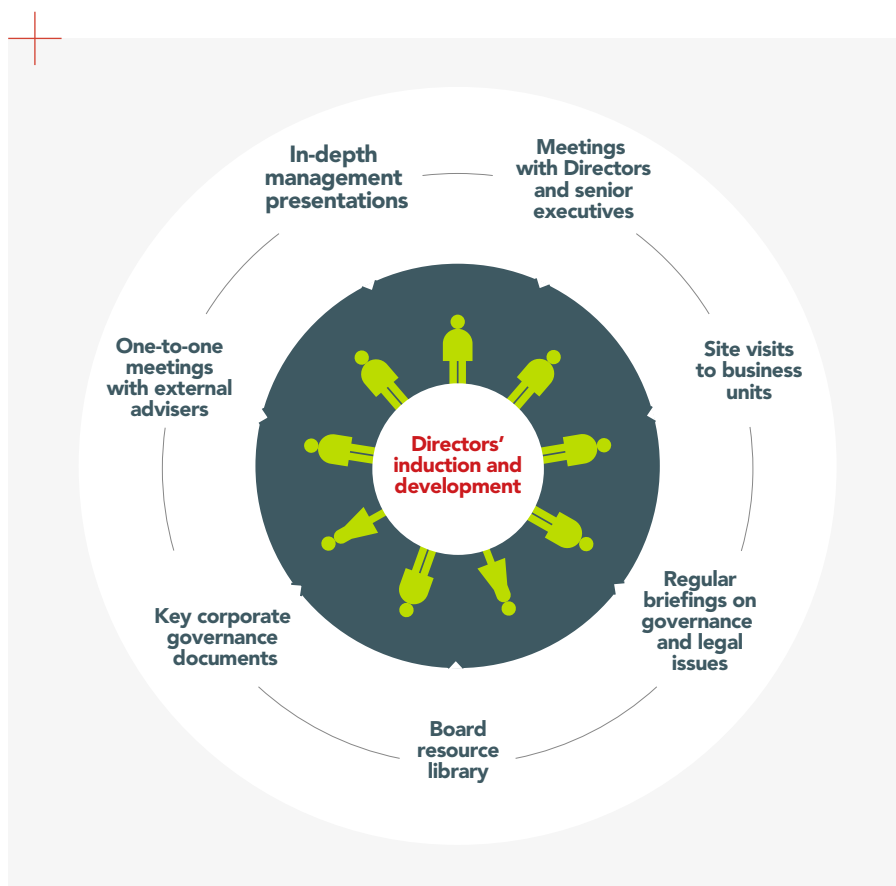 In-depth
management
presentations
Meetings
with Directors
and senior
executives
One-to-one
meetings
with external
advisers
Site visits
to business
units
Directors’
induction and
development
Key corporate
governance
documents
Regular
briefings on
governance
and legal
issues
Board
resource
library